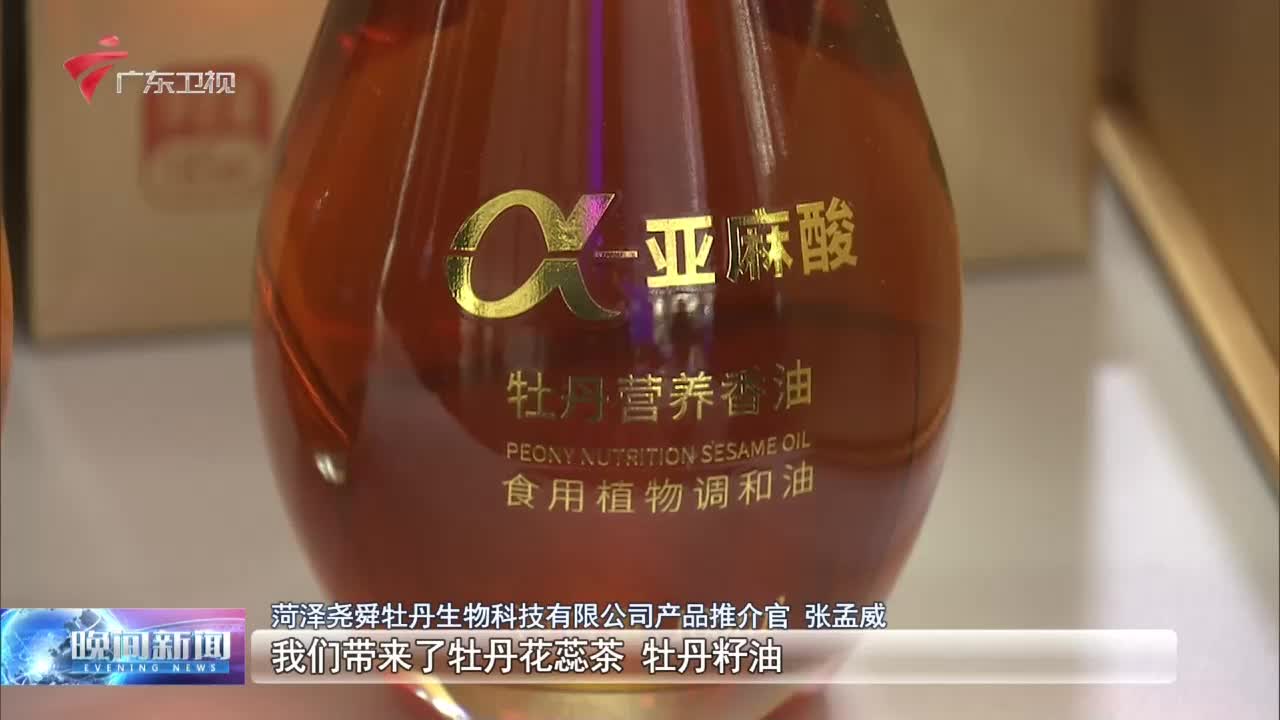 广东卫视
α-亚麻酸
牡丹营养香油
PEONY NUTRITION SESAME OIL
食用植物调和油
菏泽尧舜牡丹生物科技有限公司产品推介官 张孟威
我们带来了牡丹花蕊茶 牡丹籽油
晚间新闻
EVENING NEWS